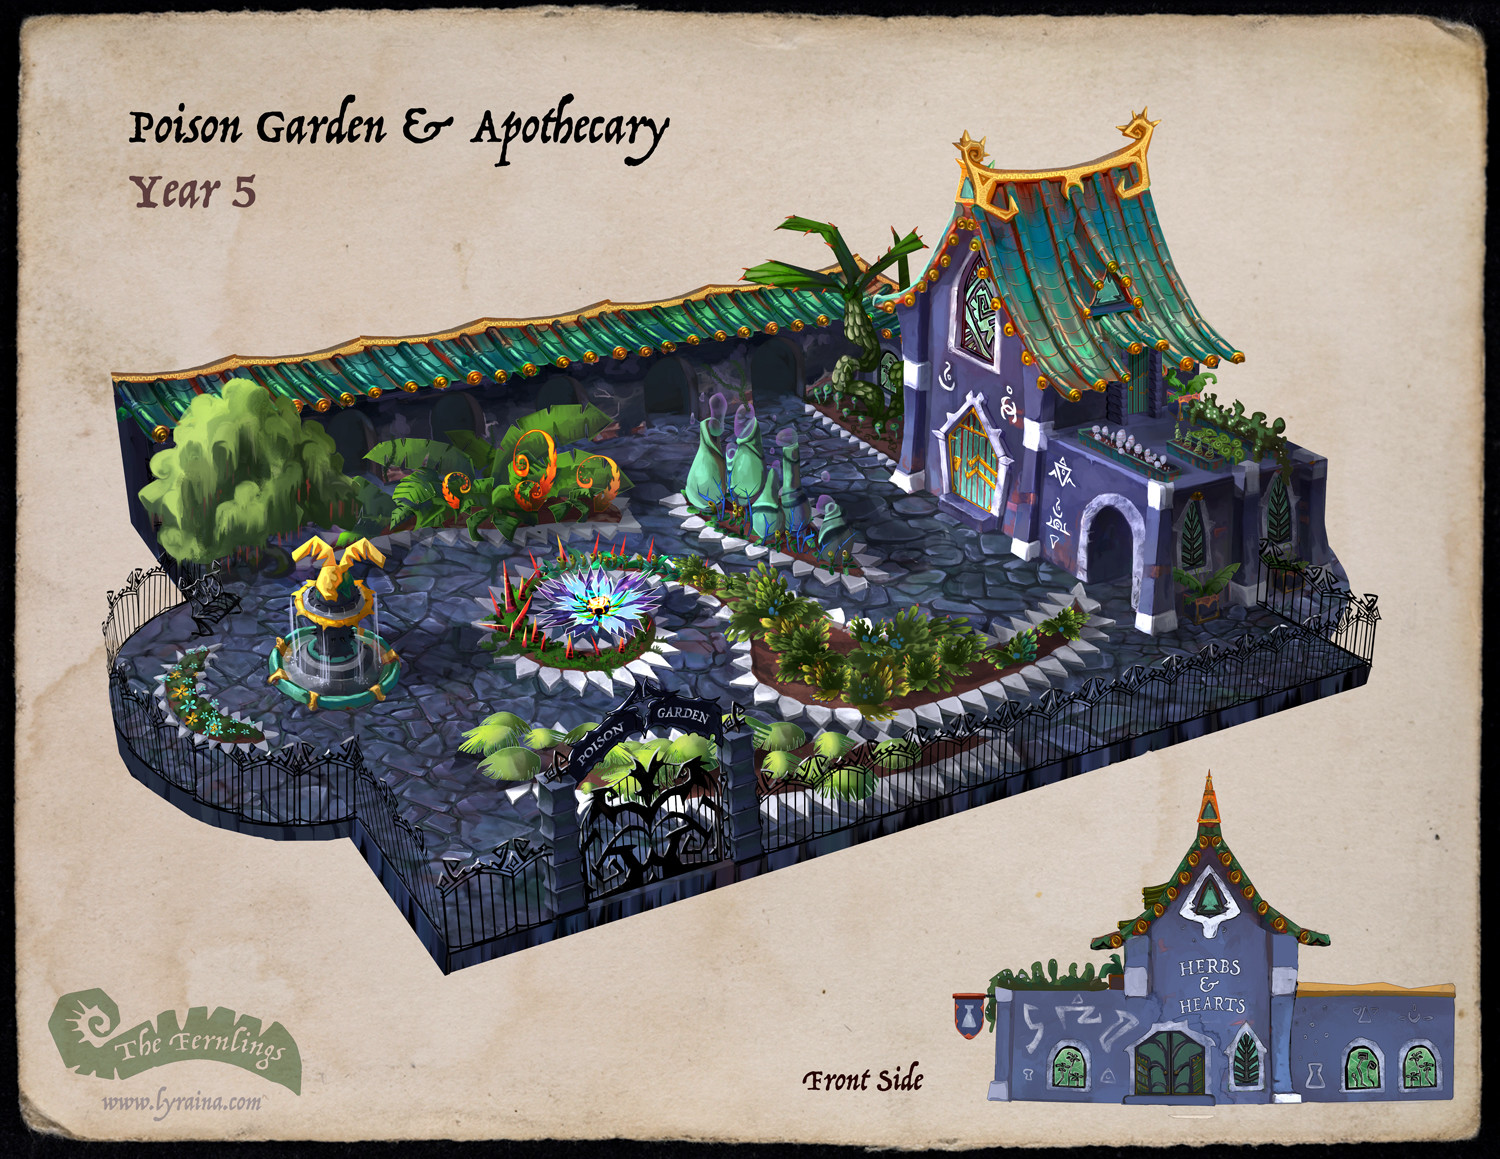 Poison Garden & Apothecary
Year 5
POISON GARDEN
HERBS
&
HEARTS
Front Side
The Fernlings
www.lyraina.com